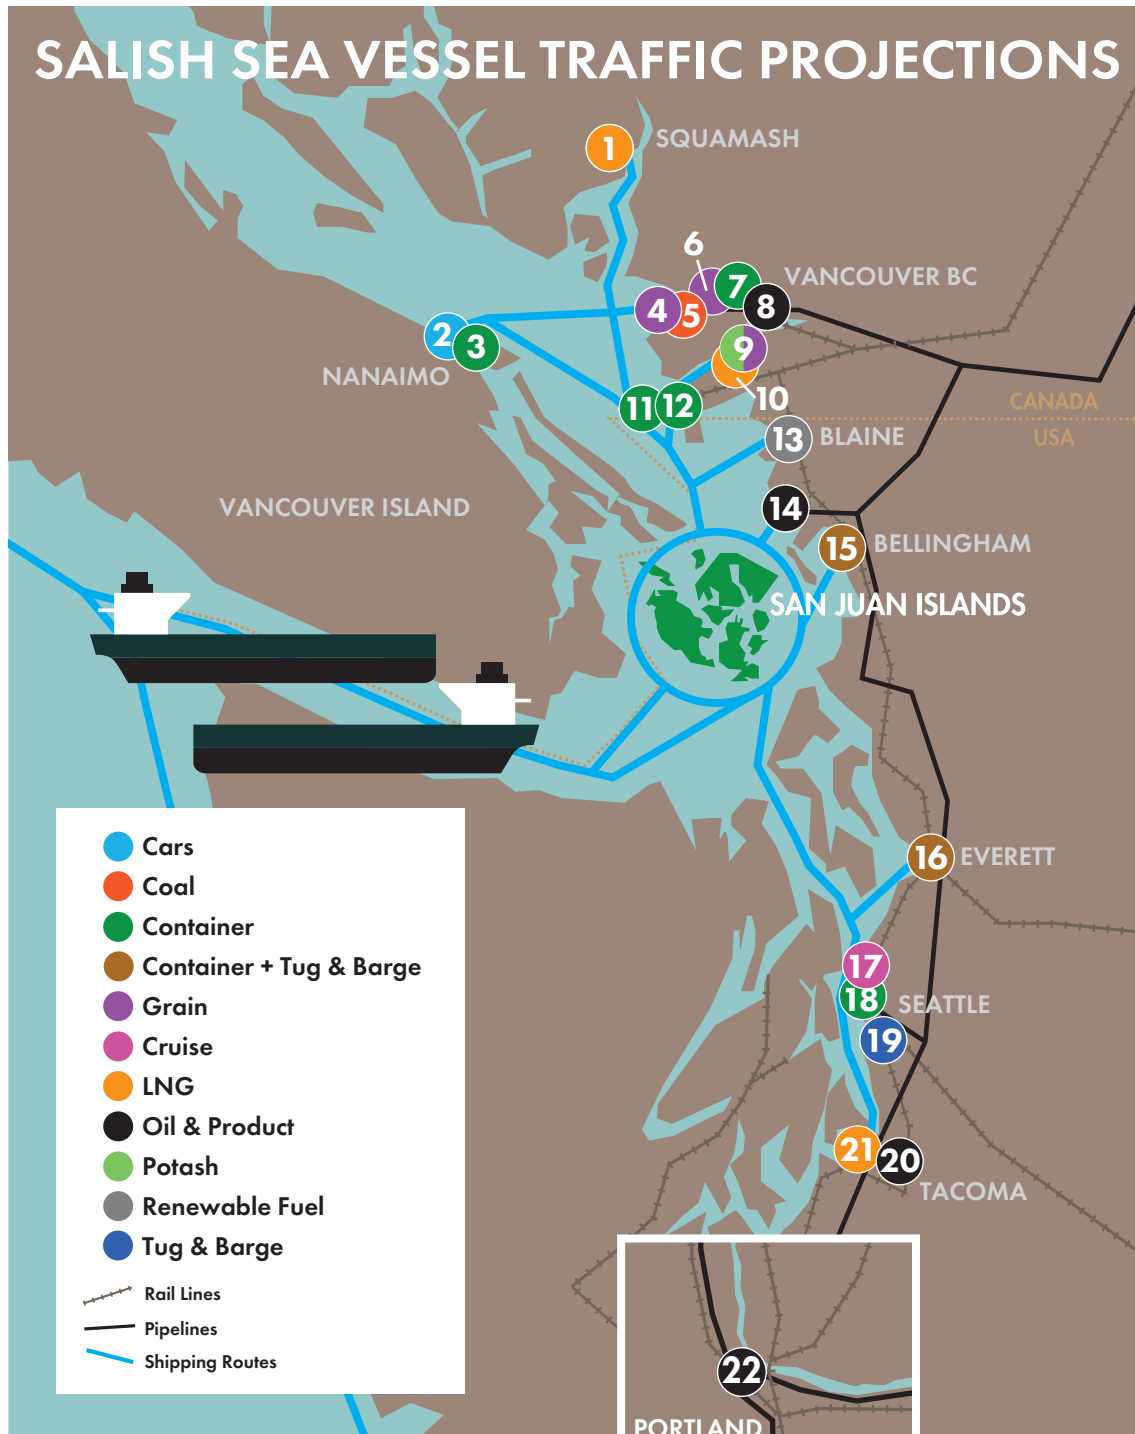 SALISH SEA VESSEL TRAFFIC PROJECTIONS
1
SQUAMASH
6
7
VANCOUVER BC
4
5
8
2
3
9
NANAIMO
10
11
12
CANADA
USA
13
BLAINE
VANCOUVER ISLAND
14
15
BELLINGHAM
SAN JUAN ISLANDS
Cars
Coal
Container
Container + Tug & Barge
Grain
Cruise
LNG
Oil & Product
Potash
Renewable Fuel
Tug & Barge
Rail Lines
Pipelines
Shipping Routes
16
EVERETT
17
18
SEATTLE
19
21
20
TACOMA
22
PORTLAND